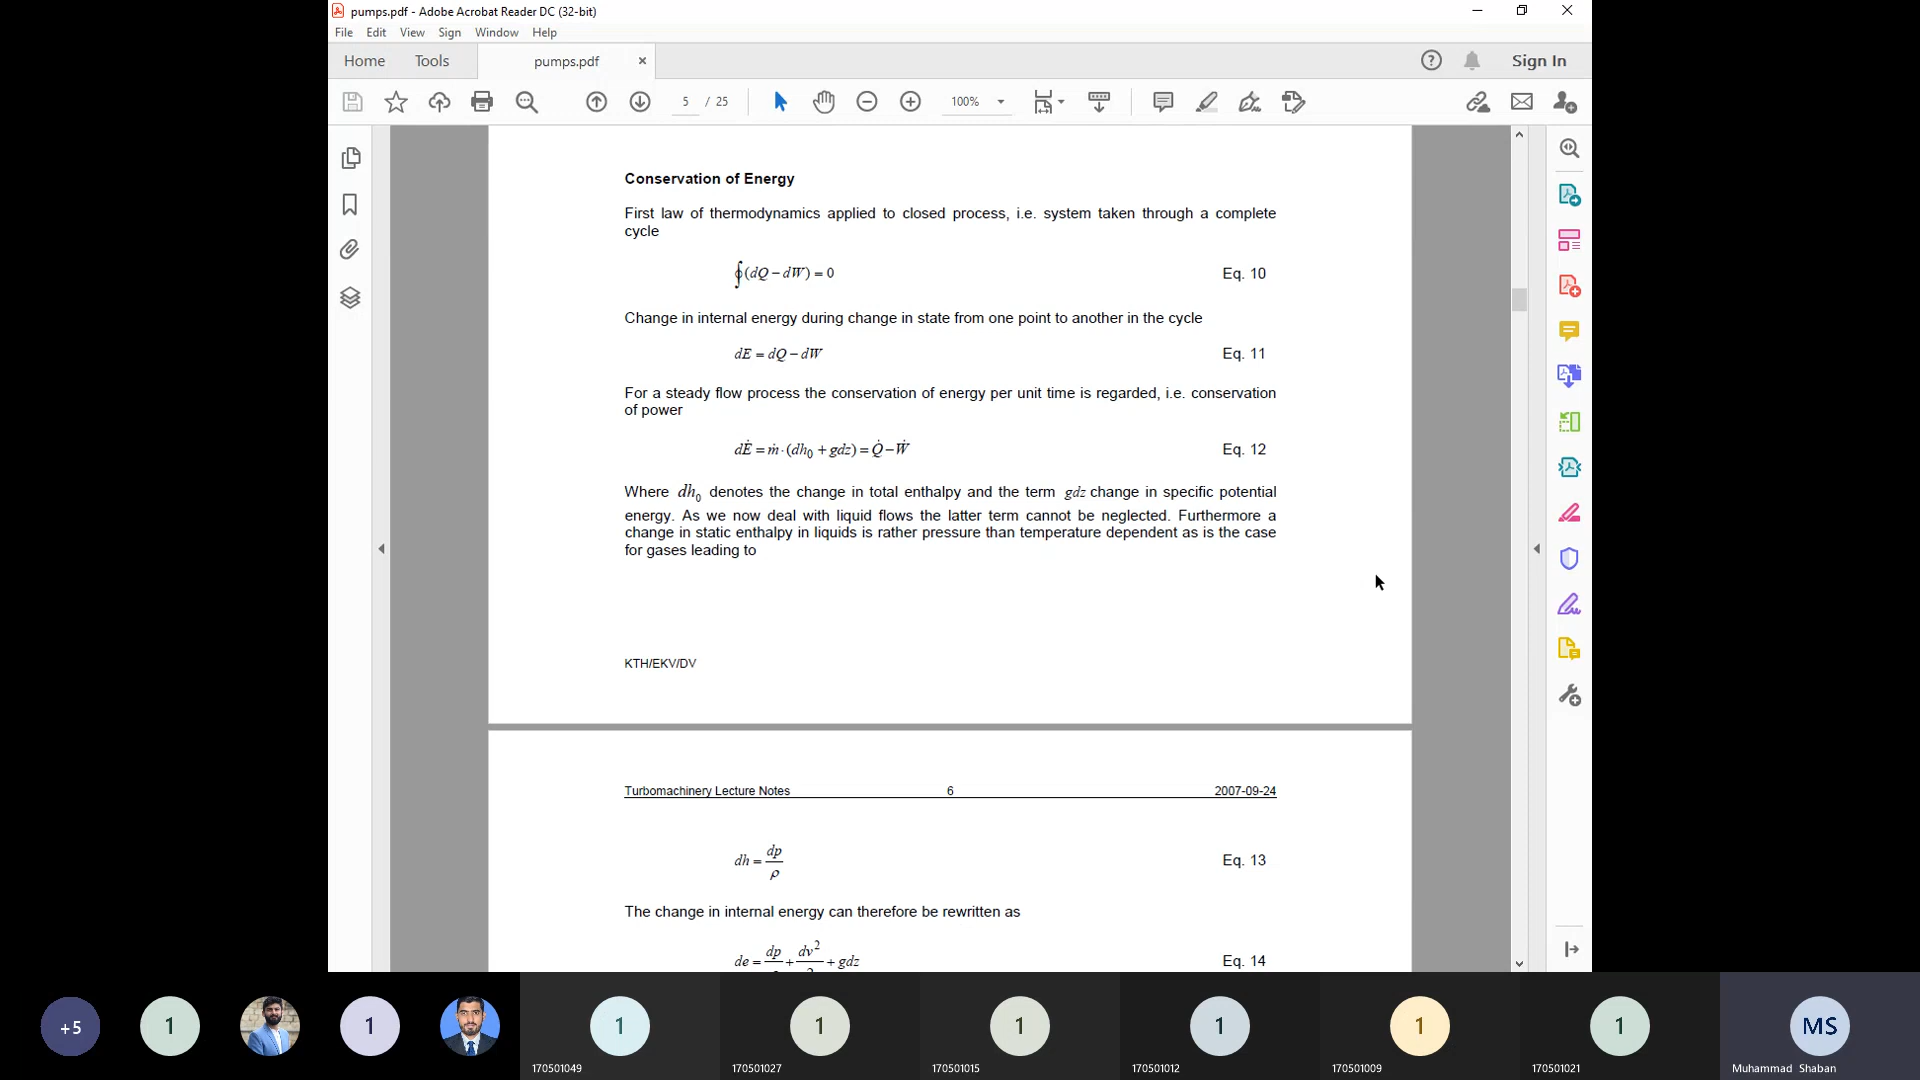 pumps.pdf - Adobe Acrobat Reader DC (32-bit)
File Edit View Sign Window Help
Home Tools pumps.pdf × Sign In
5 / 25 100%
Conservation of Energy
First law of thermodynamics applied to closed process, i.e. system taken through a complete
cycle
∮(dQ − dW) = 0 Eq. 10
Change in internal energy during change in state from one point to another in the cycle
dE = dQ − dW Eq. 11
For a steady flow process the conservation of energy per unit time is regarded, i.e. conservation
of power
dĖ = ṁ · (dh₀ + gdz) = Q̇ − Ẇ Eq. 12
Where dh₀ denotes the change in total enthalpy and the term gdz change in specific potential
energy. As we now deal with liquid flows the latter term cannot be neglected. Furthermore a
change in static enthalpy in liquids is rather pressure than temperature dependent as is the case
for gases leading to
KTH/EKV/DV
Turbomachinery Lecture Notes 6 2007-09-24
dh = dp/ρ Eq. 13
The change in internal energy can therefore be rewritten as
de = dp/ρ + dv²/2 + gdz Eq. 14
+5 1 1 1 1 1 1 1 1 MS
170501049 170501027 170501015 170501012 170501009 170501021 Muhammad Shaban